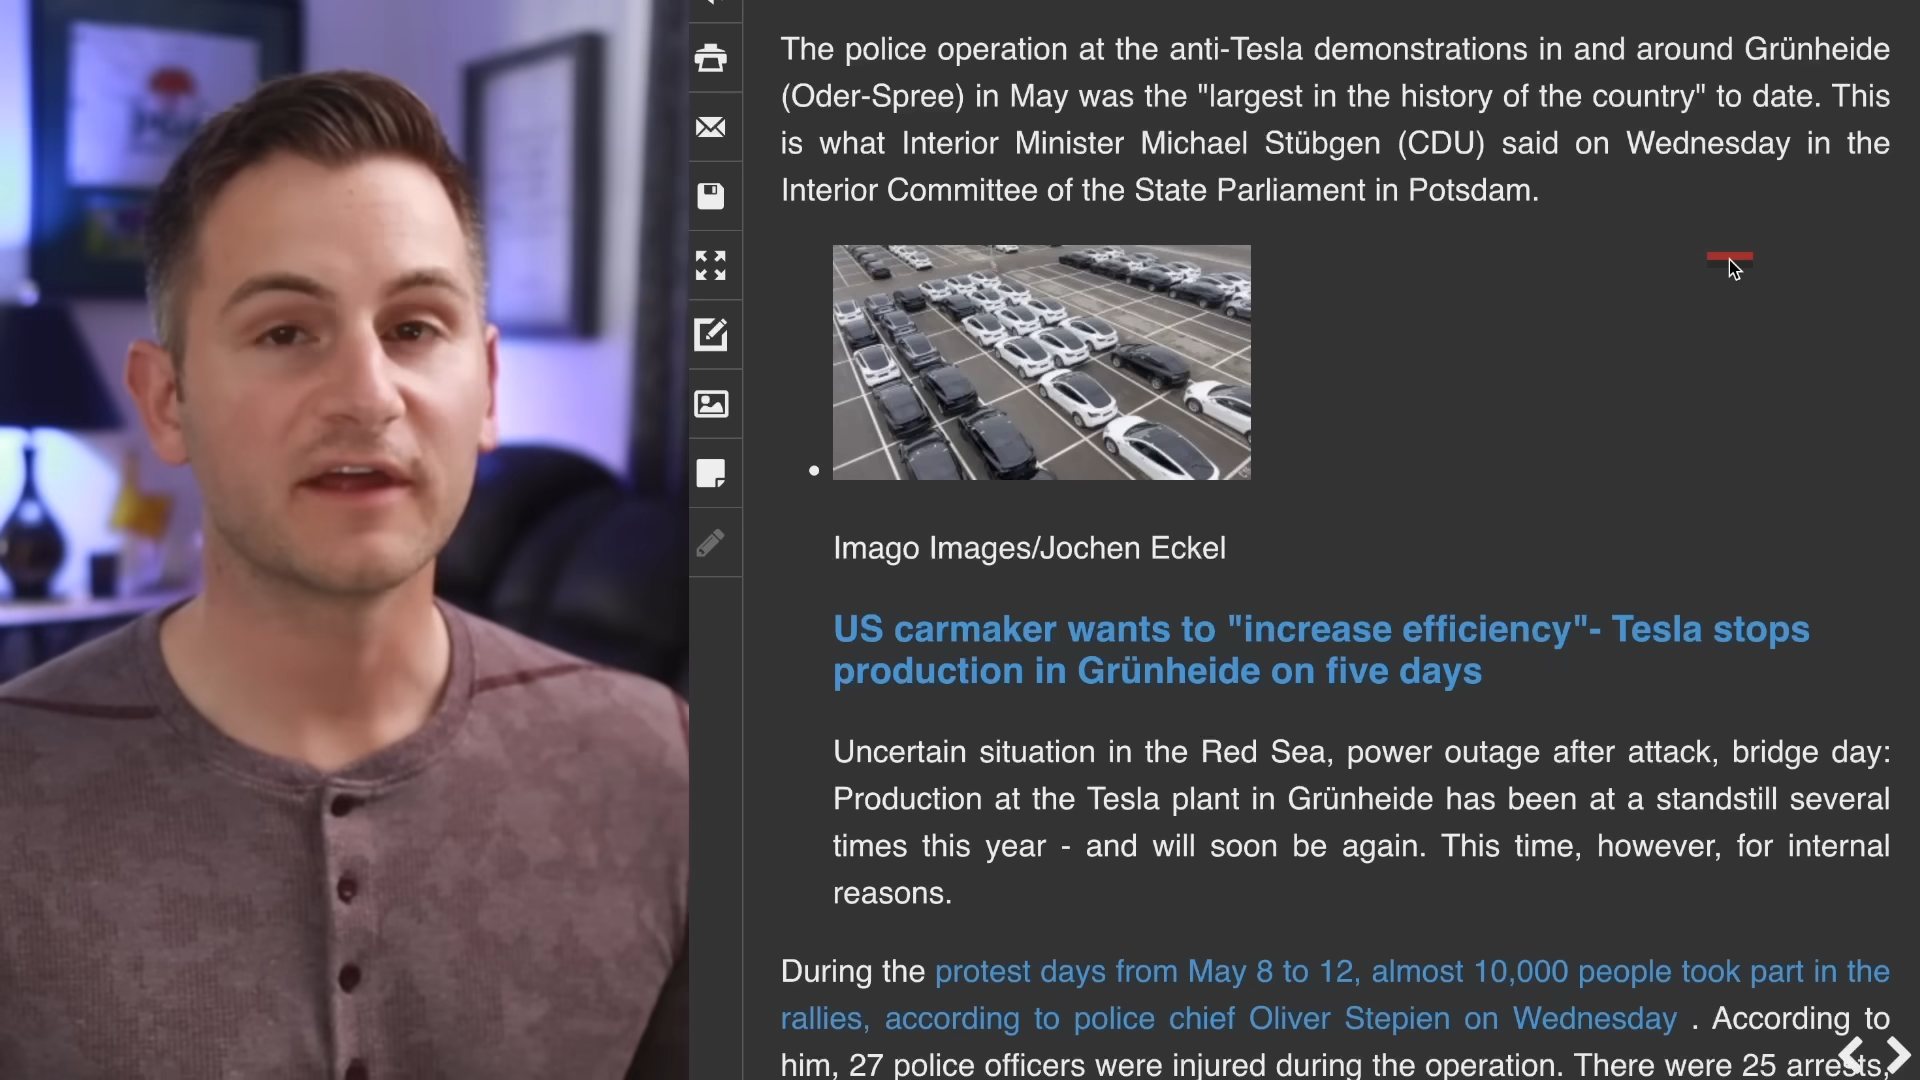 The police operation at the anti-Tesla demonstrations in and around Grünheide
(Oder-Spree) in May was the "largest in the history of the country" to date. This
is what Interior Minister Michael Stübgen (CDU) said on Wednesday in the
Interior Committee of the State Parliament in Potsdam.
Imago Images/Jochen Eckel
US carmaker wants to "increase efficiency"- Tesla stops
production in Grünheide on five days
Uncertain situation in the Red Sea, power outage after attack, bridge day:
Production at the Tesla plant in Grünheide has been at a standstill several
times this year - and will soon be again. This time, however, for internal
reasons.
During the protest days from May 8 to 12, almost 10,000 people took part in the
rallies, according to police chief Oliver Stepien on Wednesday . According to
him, 27 police officers were injured during the operation. There were 25 arrests,